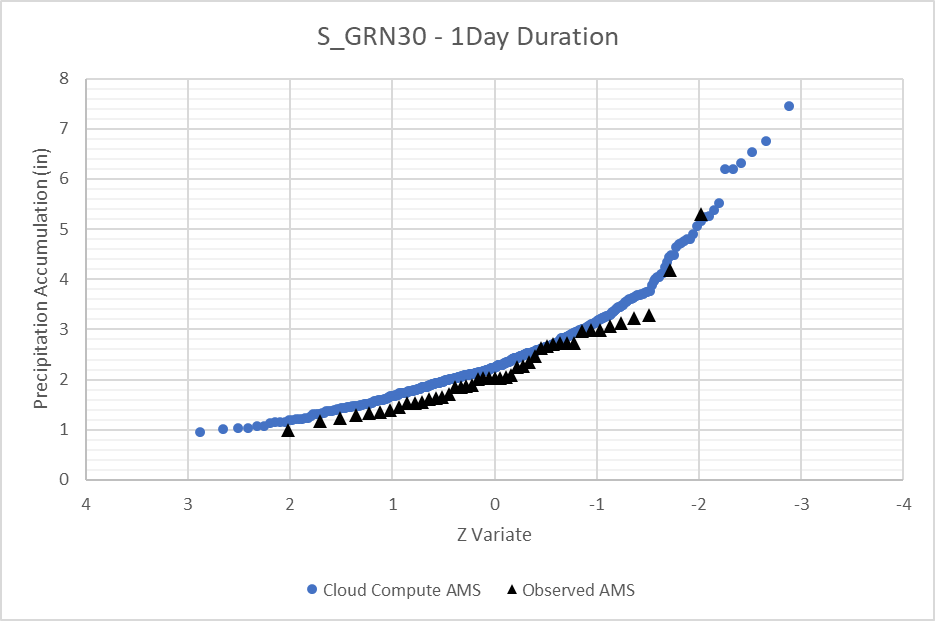 S_GRN30 - 1Day Duration
Precipitation Accumulation (in)
8
7
6
5
4
3
2
1
0
4 3 2 1 0 -1 -2 -3 -4
Z Variate
Cloud Compute AMS Observed AMS